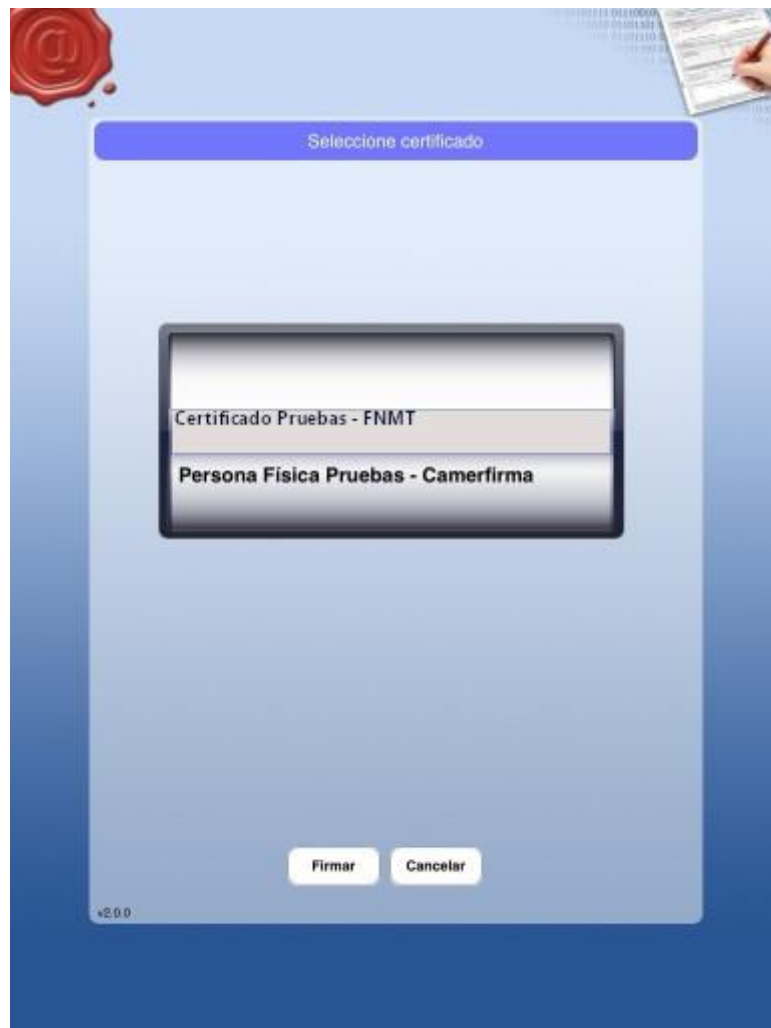 Seleccione certificado
Certificado Pruebas - FNMT
Persona Física Pruebas - Camerfirma
Firmar
Cancelar
v2.0.0